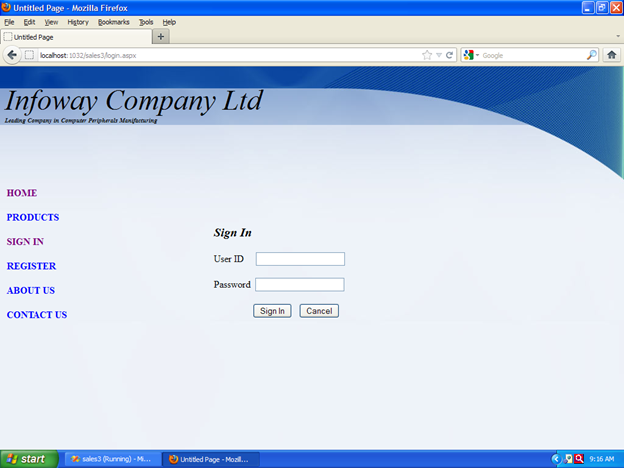 Untitled Page - Mozilla Firefox
File Edit View History Bookmarks Tools Help
Untitled Page
localhost:1032/sales3/login.aspx
Google
Infoway Company Ltd
Leading Company in Computer Peripherals Manifacturing
HOME
PRODUCTS
SIGN IN
REGISTER
ABOUT US
CONTACT US
Sign In
User ID
Password
Sign In Cancel
start
sales3 (Running) - Mi...
Untitled Page - Mozill...
9:16 AM